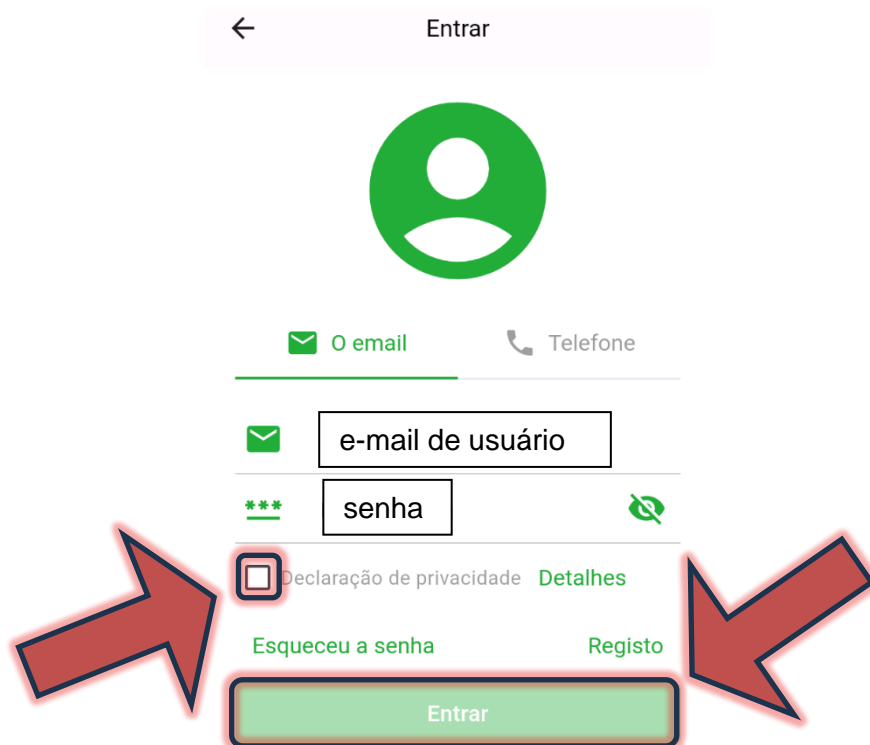 Entrar
O email Telefone
e-mail de usuário
*** senha
Declaração de privacidade Detalhes
Esqueceu a senha Registo
Entrar